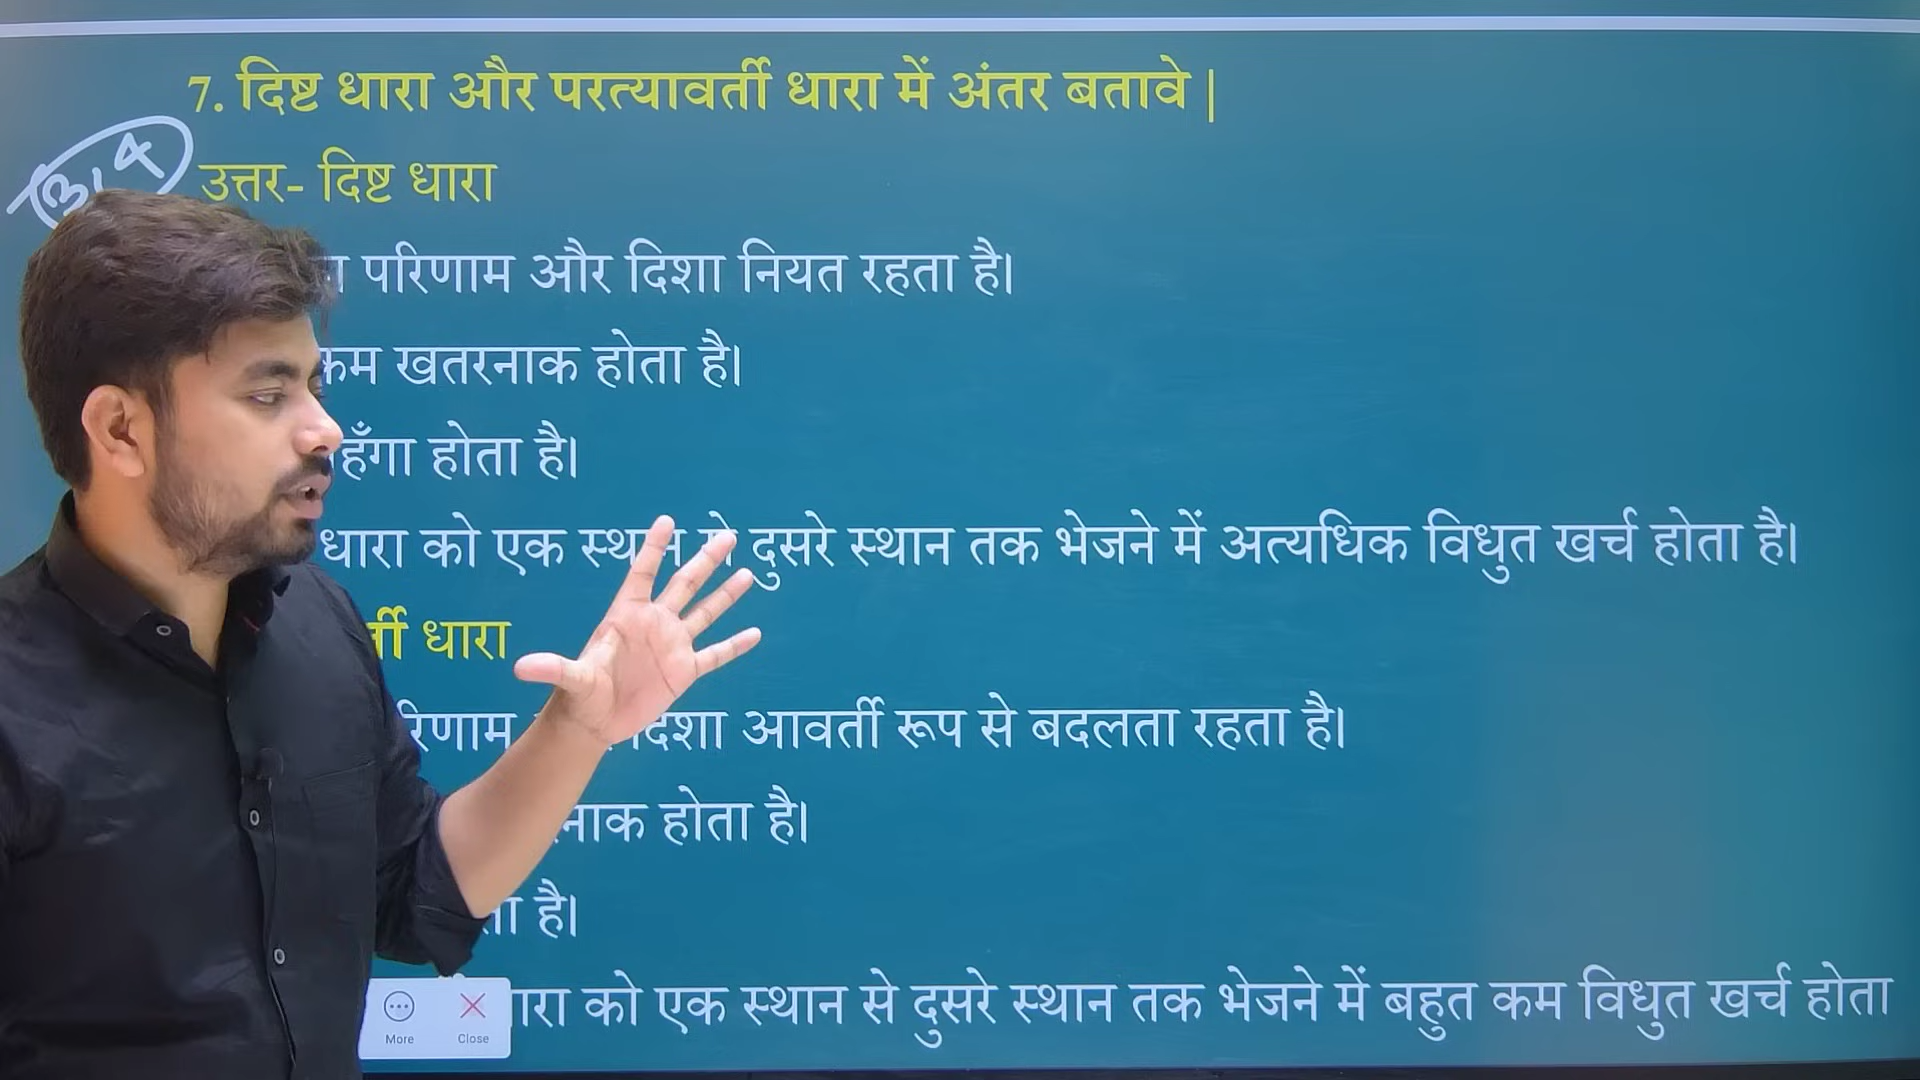 7. दिष्ट धारा और परत्यावर्ती धारा में अंतर बतावे |
उत्तर- दिष्ट धारा
परिणाम और दिशा नियत रहता है।
कम खतरनाक होता है।
होता है।
धारा को एक स्थान से दुसरे स्थान तक भेजने में अत्यधिक विधुत खर्च होता है।
धारा
दिशा आवर्ती रूप से बदलता रहता है।
होता है।
है।
को एक स्थान से दुसरे स्थान तक भेजने में बहुत कम विधुत खर्च होता
More
Close